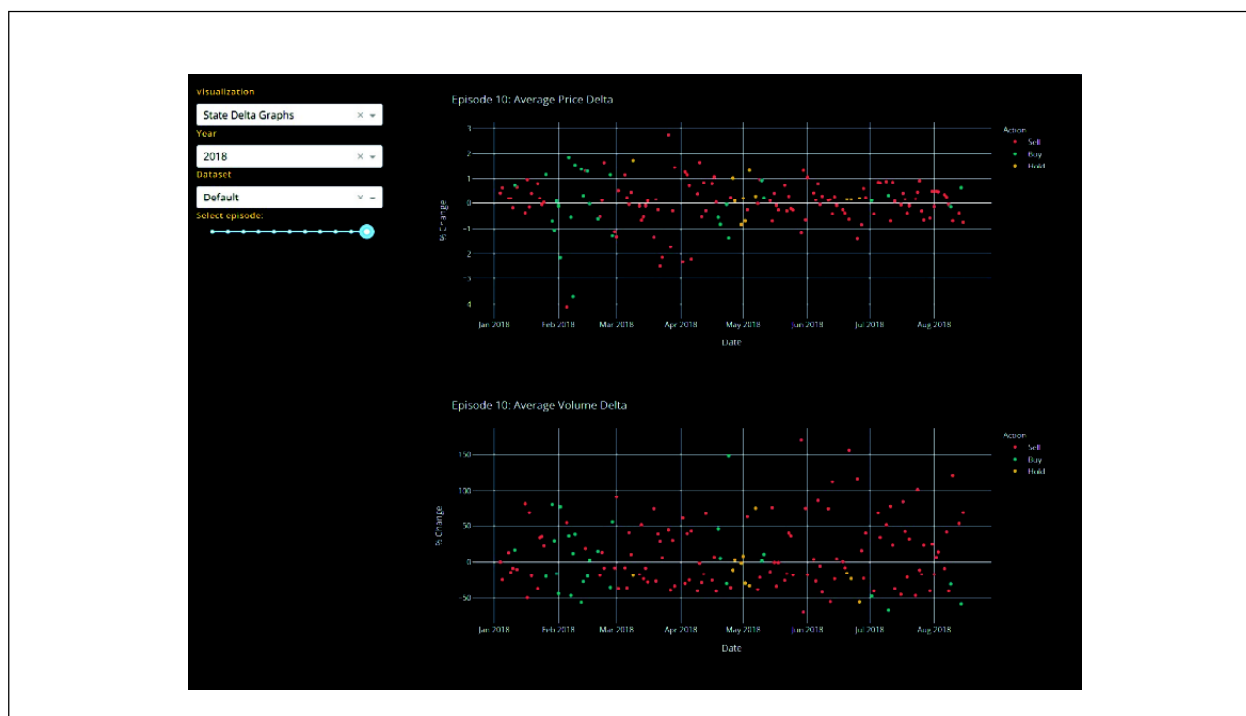 Visualization
State Delta Graphs
Year
2018
Dataset
Default
Select episode:
Episode 10: Average Price Delta
3
2
1
0
−1
−2
−3
4
% Change
Jan 2018 Feb 2018 Mar 2018 Apr 2018 May 2018 Jun 2018 Jul 2018 Aug 2018
Date
Action
Sell
Buy
Hold
Episode 10: Average Volume Delta
150
100
50
0
−50
% Change
Jan 2018 Feb 2018 Mar 2018 Apr 2018 May 2018 Jun 2018 Jul 2018 Aug 2018
Date
Action
Sell
Buy
Hold